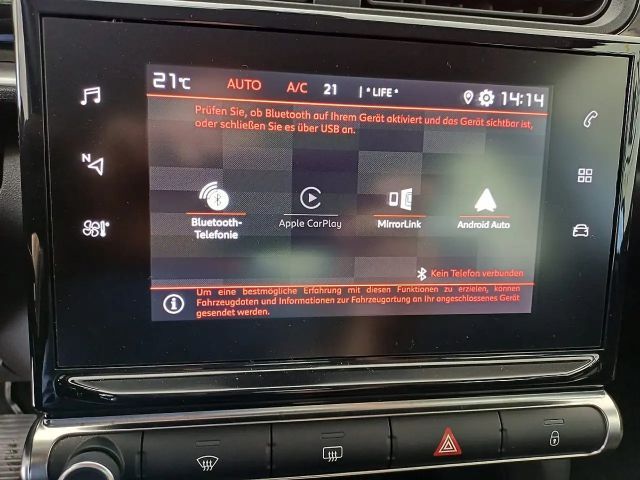 21°C AUTO A/C 21 | *LIFE* 14:14
Prüfen Sie, ob Bluetooth auf Ihrem Gerät aktiviert und das Gerät sichtbar ist,
oder schließen Sie es über USB an.
Bluetooth-
Telefonie
Apple CarPlay
MirrorLink
Android Auto
Kein Telefon verbunden
Um eine bestmögliche Erfahrung mit diesen Funktionen zu erzielen, können
Fahrzeugdaten und Informationen zur Fahrzeugortung an Ihr angeschlossenes Gerät
gesendet werden.
N